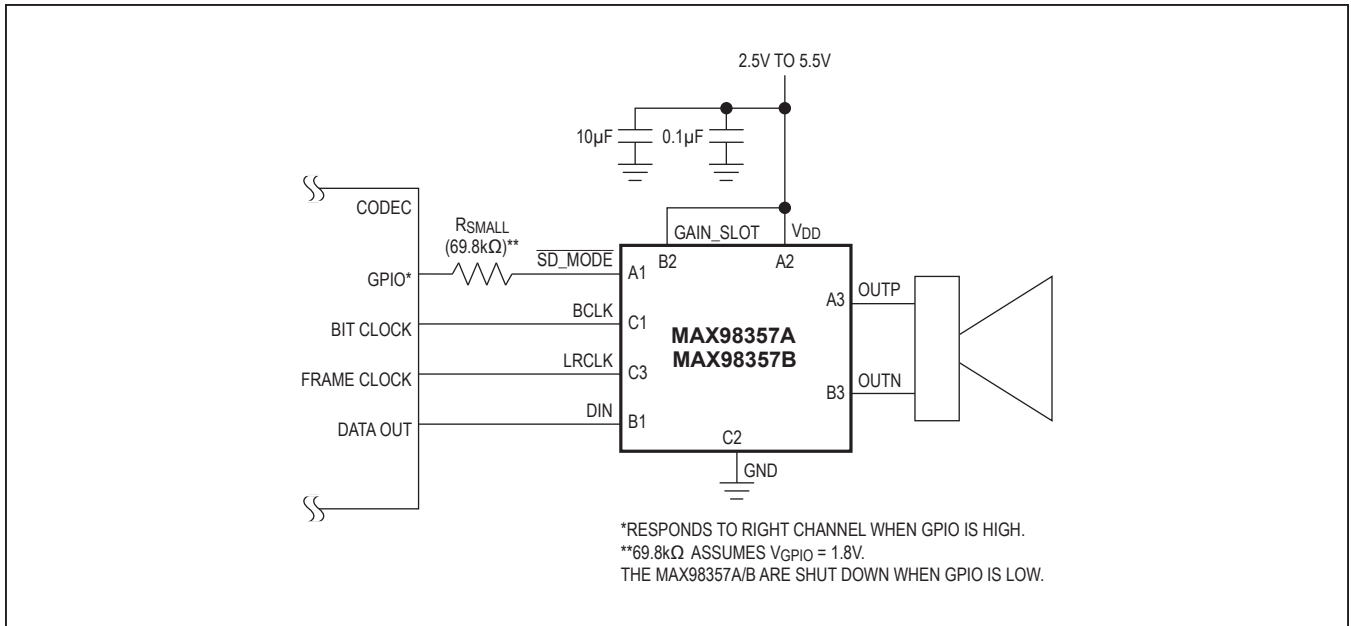 2.5V TO 5.5V
10µF
0.1µF
CODEC
RSMALL
(69.8kΩ)**
SD_MODE
GAIN_SLOT
VDD
B2
A2
GPIO*
A1
A3
OUTP
BIT CLOCK
BCLK
C1
MAX98357A
MAX98357B
FRAME CLOCK
LRCLK
C3
B3
OUTN
DATA OUT
DIN
B1
C2
GND
*RESPONDS TO RIGHT CHANNEL WHEN GPIO IS HIGH.
**69.8kΩ ASSUMES VGPIO = 1.8V.
THE MAX98357A/B ARE SHUT DOWN WHEN GPIO IS LOW.